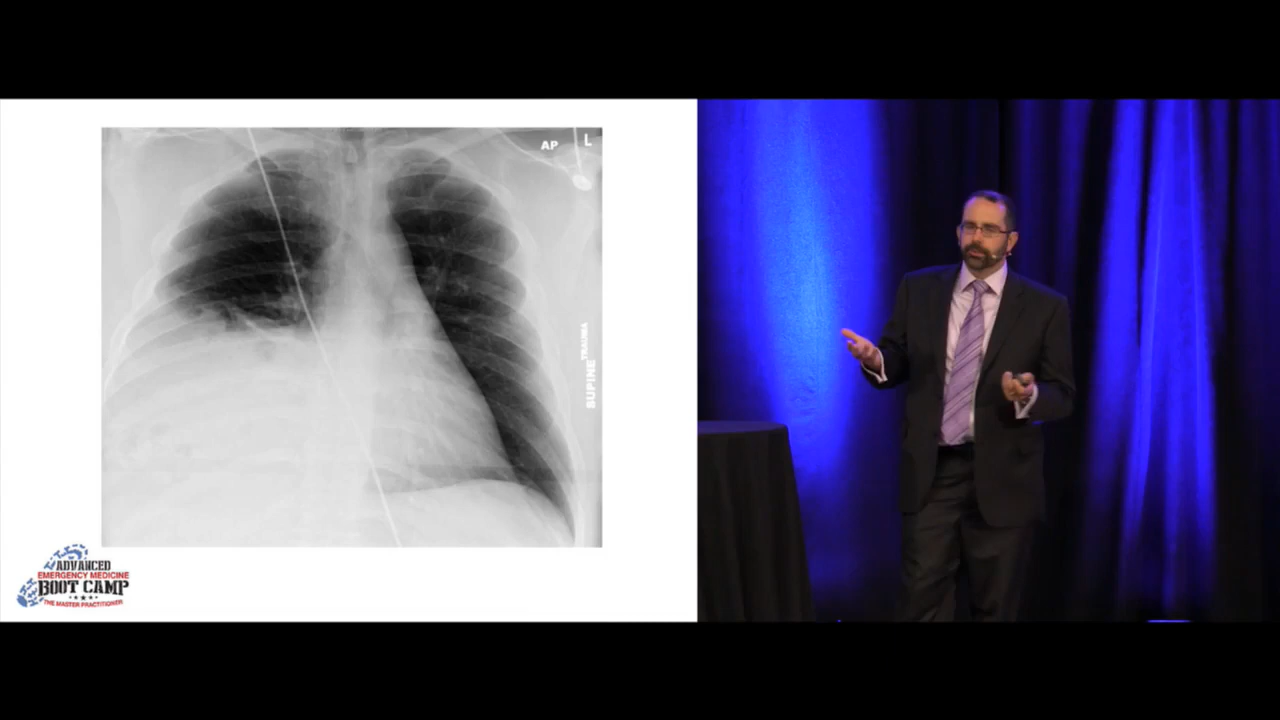 AP L
TRAUMA
SUPINE
ADVANCED
EMERGENCY MEDICINE
BOOT CAMP
THE MASTER PRACTITIONER